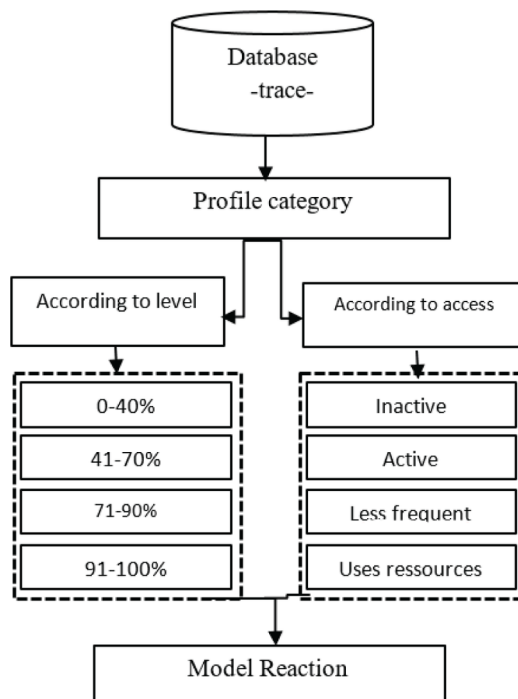 Database
-trace-
Profile category
According to level
0-40%
41-70%
71-90%
91-100%
According to access
Inactive
Active
Less frequent
Uses ressources
Model Reaction